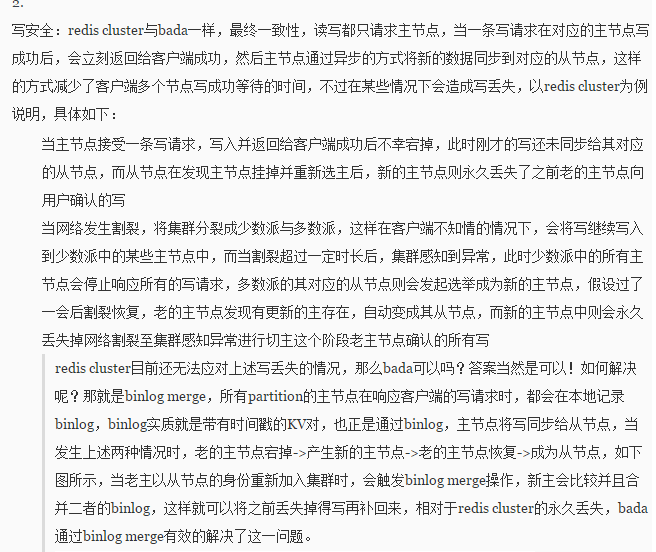 2.
写安全：redis cluster与bada一样，最终一致性，读写都只请求主节点，当一条写请求在对应的主节点写
成功后，会立刻返回给客户端成功，然后主节点通过异步的方式将新的数据同步到对应的从节点，这样
的方式减少了客户端多个节点写成功等待的时间，不过在某些情况下会造成写丢失，以redis cluster为例
说明，具体如下：
当主节点接受一条写请求，写入并返回给客户端成功后不幸宕掉，此时刚才的写还未同步给其对应
的从节点，而从节点在发现主节点挂掉并重新选主后，新的主节点则永久丢失了之前老的主节点向
用户确认的写
当网络发生割裂，将集群分裂成少数派与多数派，这样在客户端不知情的情况下，会将写继续写入
到少数派中的某些主节点中，而当割裂超过一定时长后，集群感知到异常，此时少数派中的所有主
节点会停止响应所有的写请求，多数派的其对应的从节点则会发起选举成为新的主节点，假设过了
一会后割裂恢复，老的主节点发现有更新的主存在，自动变成其从节点，而新的主节点中则会永久
丢失掉网络割裂至集群感知异常进行切主这个阶段老主节点确认的所有写
redis cluster目前还无法应对上述写丢失的情况，那么bada可以吗？答案当然是可以！如何解决
呢？那就是binlog merge，所有partition的主节点在响应客户端的写请求时，都会在本地记录
binlog，binlog实质就是带有时间戳的KV对，也正是通过binlog，主节点将写同步给从节点，当
发生上述两种情况时，老的主节点宕掉->产生新的主节点->老的主节点恢复->成为从节点，如下
图所示，当老主以从节点的身份重新加入集群时，会触发binlog merge操作，新主会比较并且合
并二者的binlog，这样就可以将之前丢失掉得写再补回来，相对于redis cluster的永久丢失，bada
通过binlog merge有效的解决了这一问题。